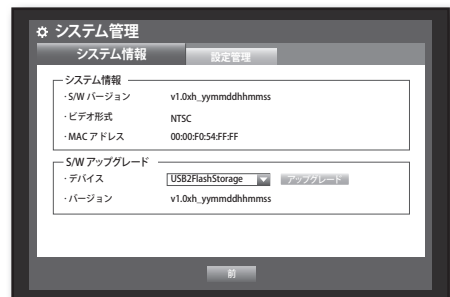 システム管理
システム情報 設定管理
システム情報
·S/W バージョン v1.0xh_yymmddhhmmss
·ビデオ形式 NTSC
·MAC アドレス 00:00:F0:54:FF:FF
S/W アップグレード
·デバイス USB2FlashStorage アップグレード
·バージョン v1.0xh_yymmddhhmmss
前